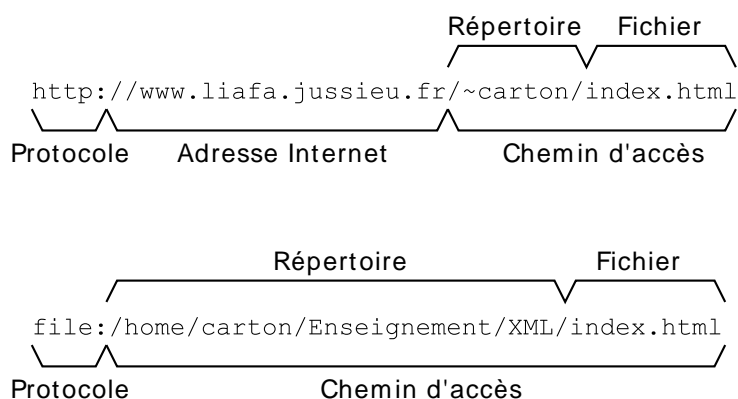 Répertoire Fichier
http://www.liafa.jussieu.fr/~carton/index.html
Protocole Adresse Internet Chemin d'accès
Répertoire Fichier
file:/home/carton/Enseignement/XML/index.html
Protocole Chemin d'accès